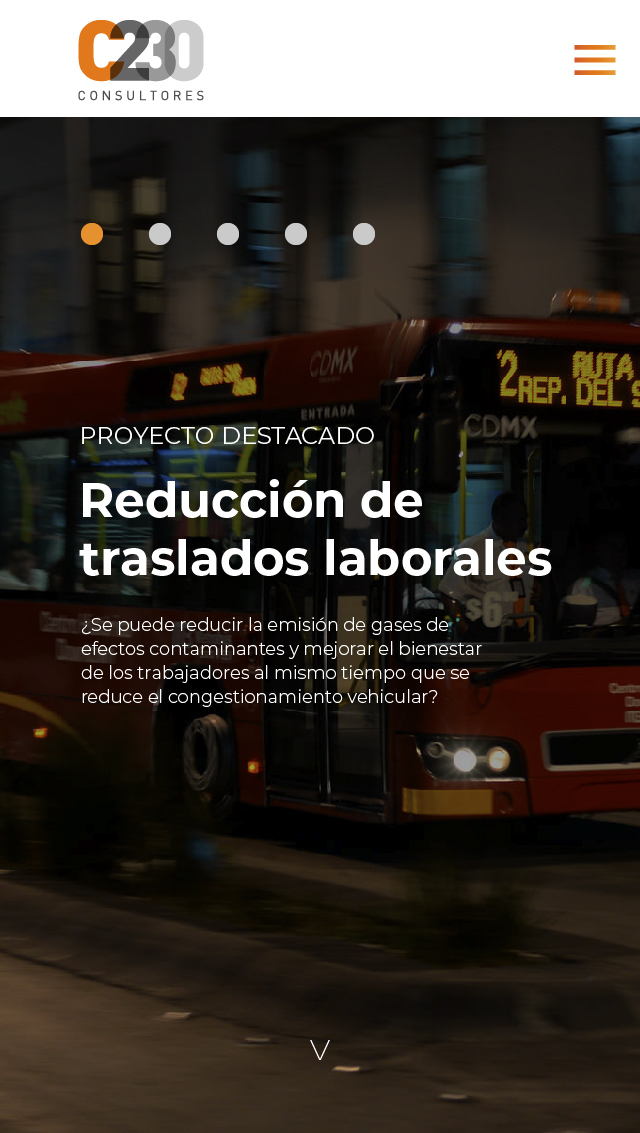 C230
CONSULTORES
CDMX
ENTRADA
RUTA
2 REP. DEL S
CDMX
PROYECTO DESTACADO
Reducción de
traslados laborales
$6
¿Se puede reducir la emisión de gases de
efectos contaminantes y mejorar el bienestar
de los trabajadores al mismo tiempo que se
reduce el congestionamiento vehicular?